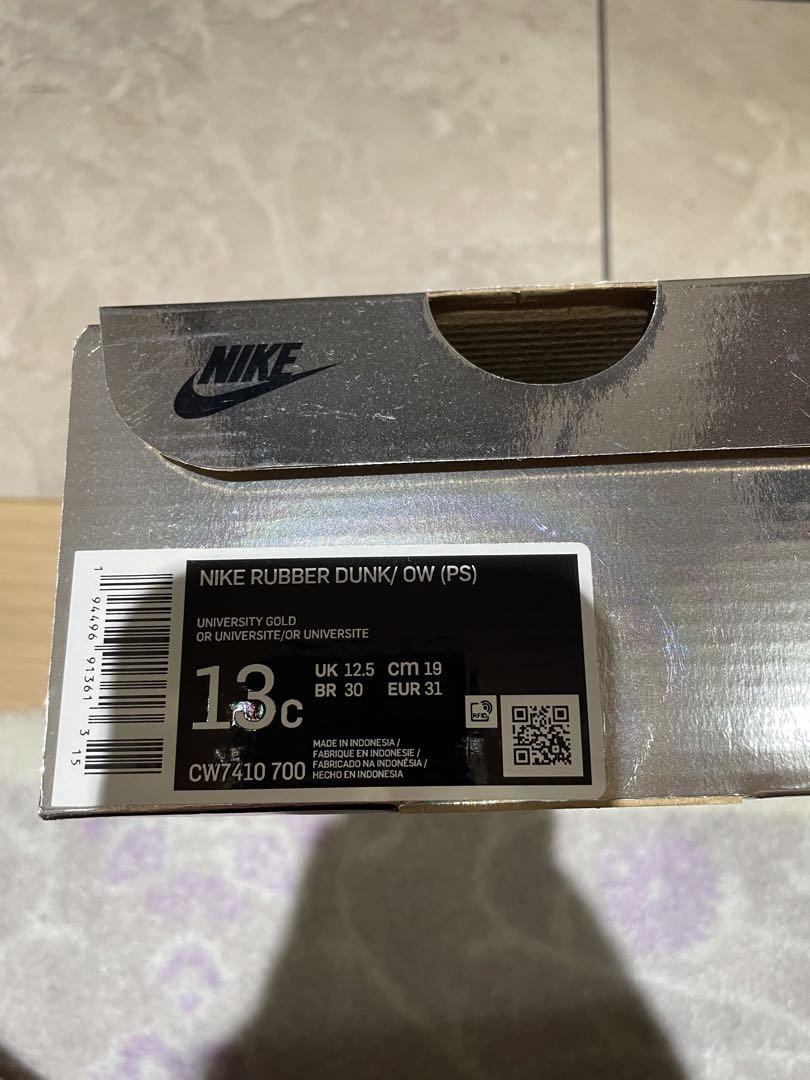 NIKE
NIKE RUBBER DUNK/ OW (PS)
UNIVERSITY GOLD
OR UNIVERSITE/OR UNIVERSITE
13C
UK 12.5 cm 19
BR 30 EUR 31
RFID
CW7410 700
MADE IN INDONESIA /
FABRIQUE EN INDONESIE /
FABRICADO NA INDONÉSIA /
HECHO EN INDONESIA
1 94496 91361 3 15